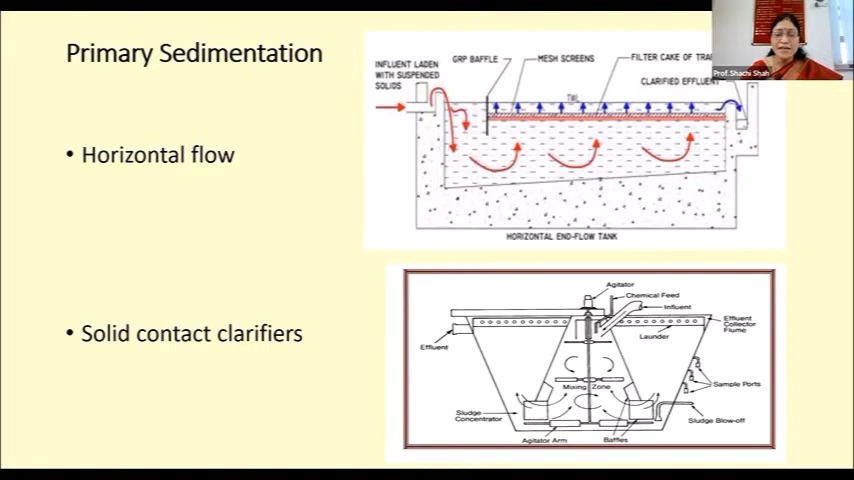 Primary Sedimentation
INFLUENT LADEN
WITH SUSPENDED
SOLIDS
GRP BAFFLE
MESH SCREENS
FILTER CAKE OF
CLARIFIED EFFLUENT
TWL
HORIZONTAL END-FLOW TANK
Prof.Shachi Shah
• Horizontal flow
• Solid contact clarifiers
Agitator
Chemical Feed
Influent
Effluent
Collector
Flume
Launder
Effluent
Mixing Zone
Sample Ports
Sludge
Concentrator
Sludge Blow-off
Agitator Arm
Baffles